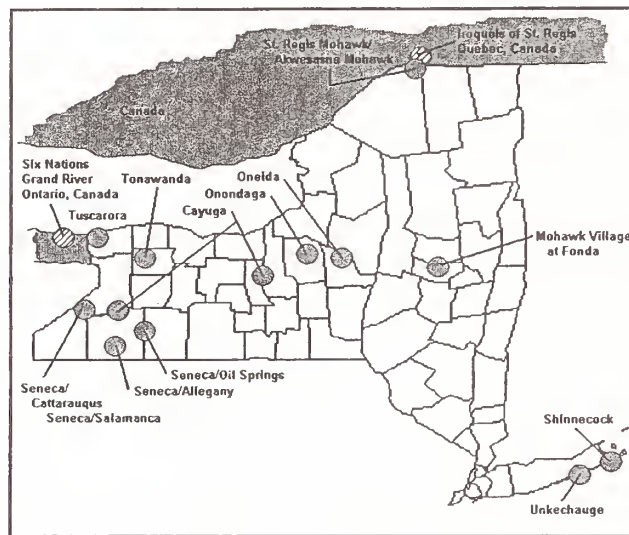 St. Regis Mohawk/
Akwesasne Mohawk
Iroquois of St. Regis
Quebec, Canada
Canada
Six Nations
Grand River
Ontario, Canada
Tuscarora
Tonawanda
Cayuga
Onondaga
Oneida
Mohawk Village
at Fonda
Seneca/
Cattarauqus
Seneca/Salamanca
Seneca/Allegany
Seneca/Oil Springs
Shinnecock
Unkechauge